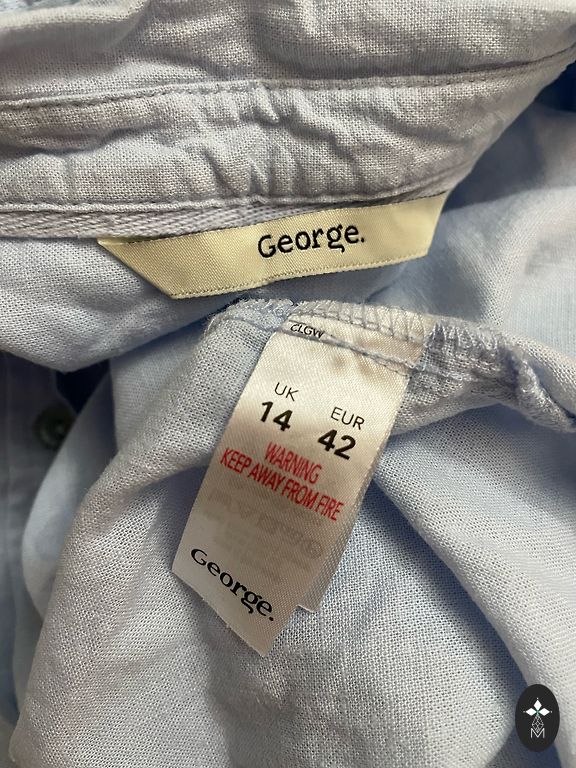 George.
CLGW
UK
14
EUR
42
WARNING
KEEP AWAY FROM FIRE
George.
M